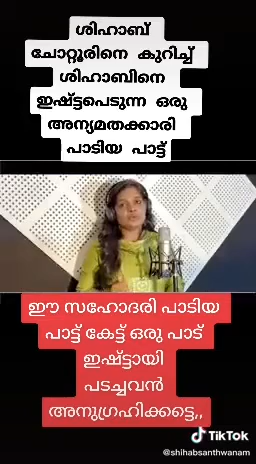 ശിഹാബ്
ചോറ്റൂരിനെ കുറിച്ച്
ശിഹാബിനെ
ഇഷ്ട്ടപെടുന്ന ഒരു
അന്യമതക്കാരി
പാടിയ പാട്ട്
ഈ സഹോദരി പാടിയ
പാട്ട് കേട്ട് ഒരു പാട്
ഇഷ്ട്ടായി
പടച്ചവൻ
അനുഗ്രഹിക്കട്ടെ,,
TikTok
@shihabsanthwanam